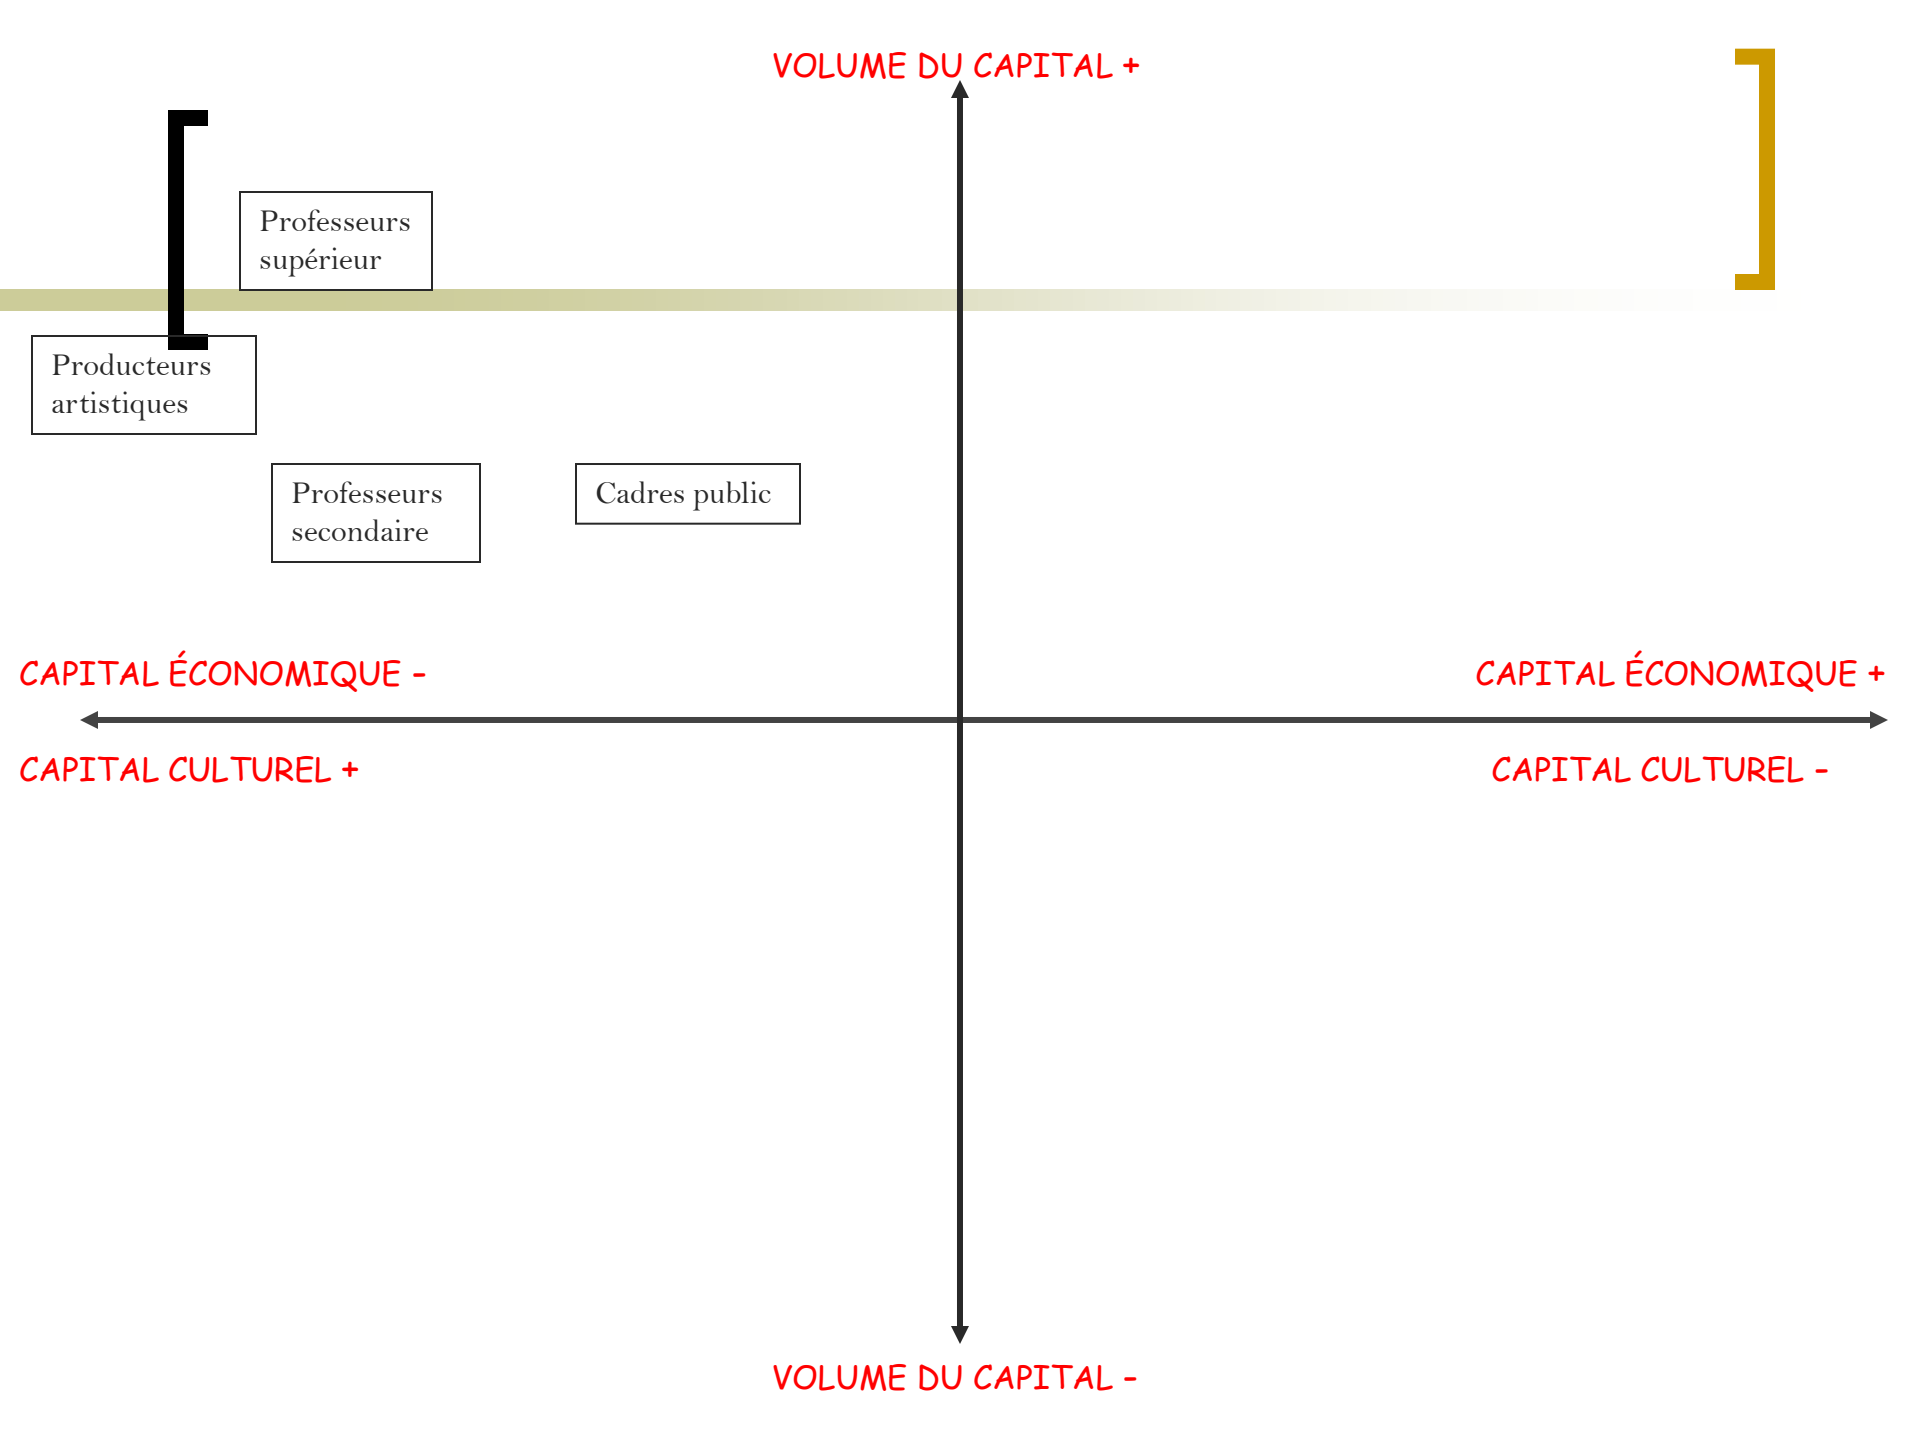 VOLUME DU CAPITAL +
Professeurs
supérieur
Producteurs
artistiques
Professeurs
secondaire
Cadres public
CAPITAL ÉCONOMIQUE -
CAPITAL ÉCONOMIQUE +
CAPITAL CULTUREL +
CAPITAL CULTUREL -
VOLUME DU CAPITAL -